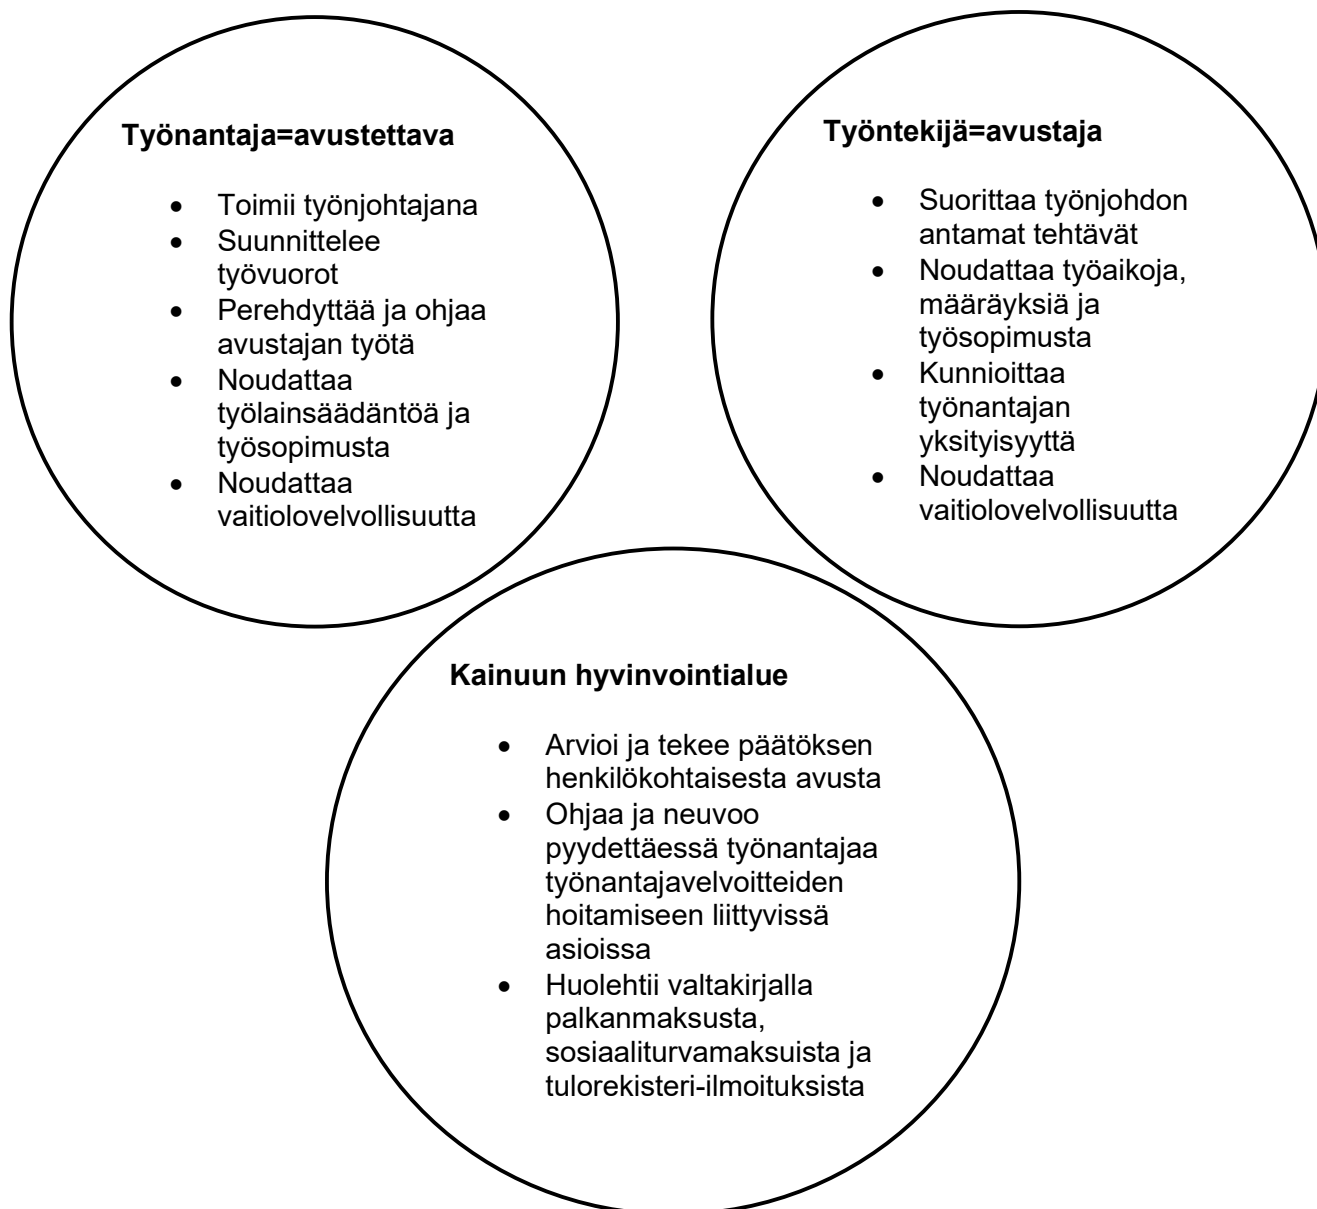 Työnantaja=avustettava
• Toimii työnjohtajana
• Suunnittelee
työvuorot
• Perehdyttää ja ohjaa
avustajan työtä
• Noudattaa
työlainsäädäntöä ja
työsopimusta
• Noudattaa
vaitiolovelvollisuutta
Työntekijä=avustaja
• Suorittaa työnjohdon
antamat tehtävät
• Noudattaa työaikoja,
määräyksiä ja
työsopimusta
• Kunnioittaa
työnantajan
yksityisyyttä
• Noudattaa
vaitiolovelvollisuutta
Kainuun hyvinvointialue
• Arvioi ja tekee päätöksen
henkilökohtaisesta avusta
• Ohjaa ja neuvoo
pyydettäessä työnantajaa
työnantajavelvoitteiden
hoitamiseen liittyvissä
asioissa
• Huolehtii valtakirjalla
palkanmaksusta,
sosiaaliturvamaksuista ja
tulorekisteri-ilmoituksista